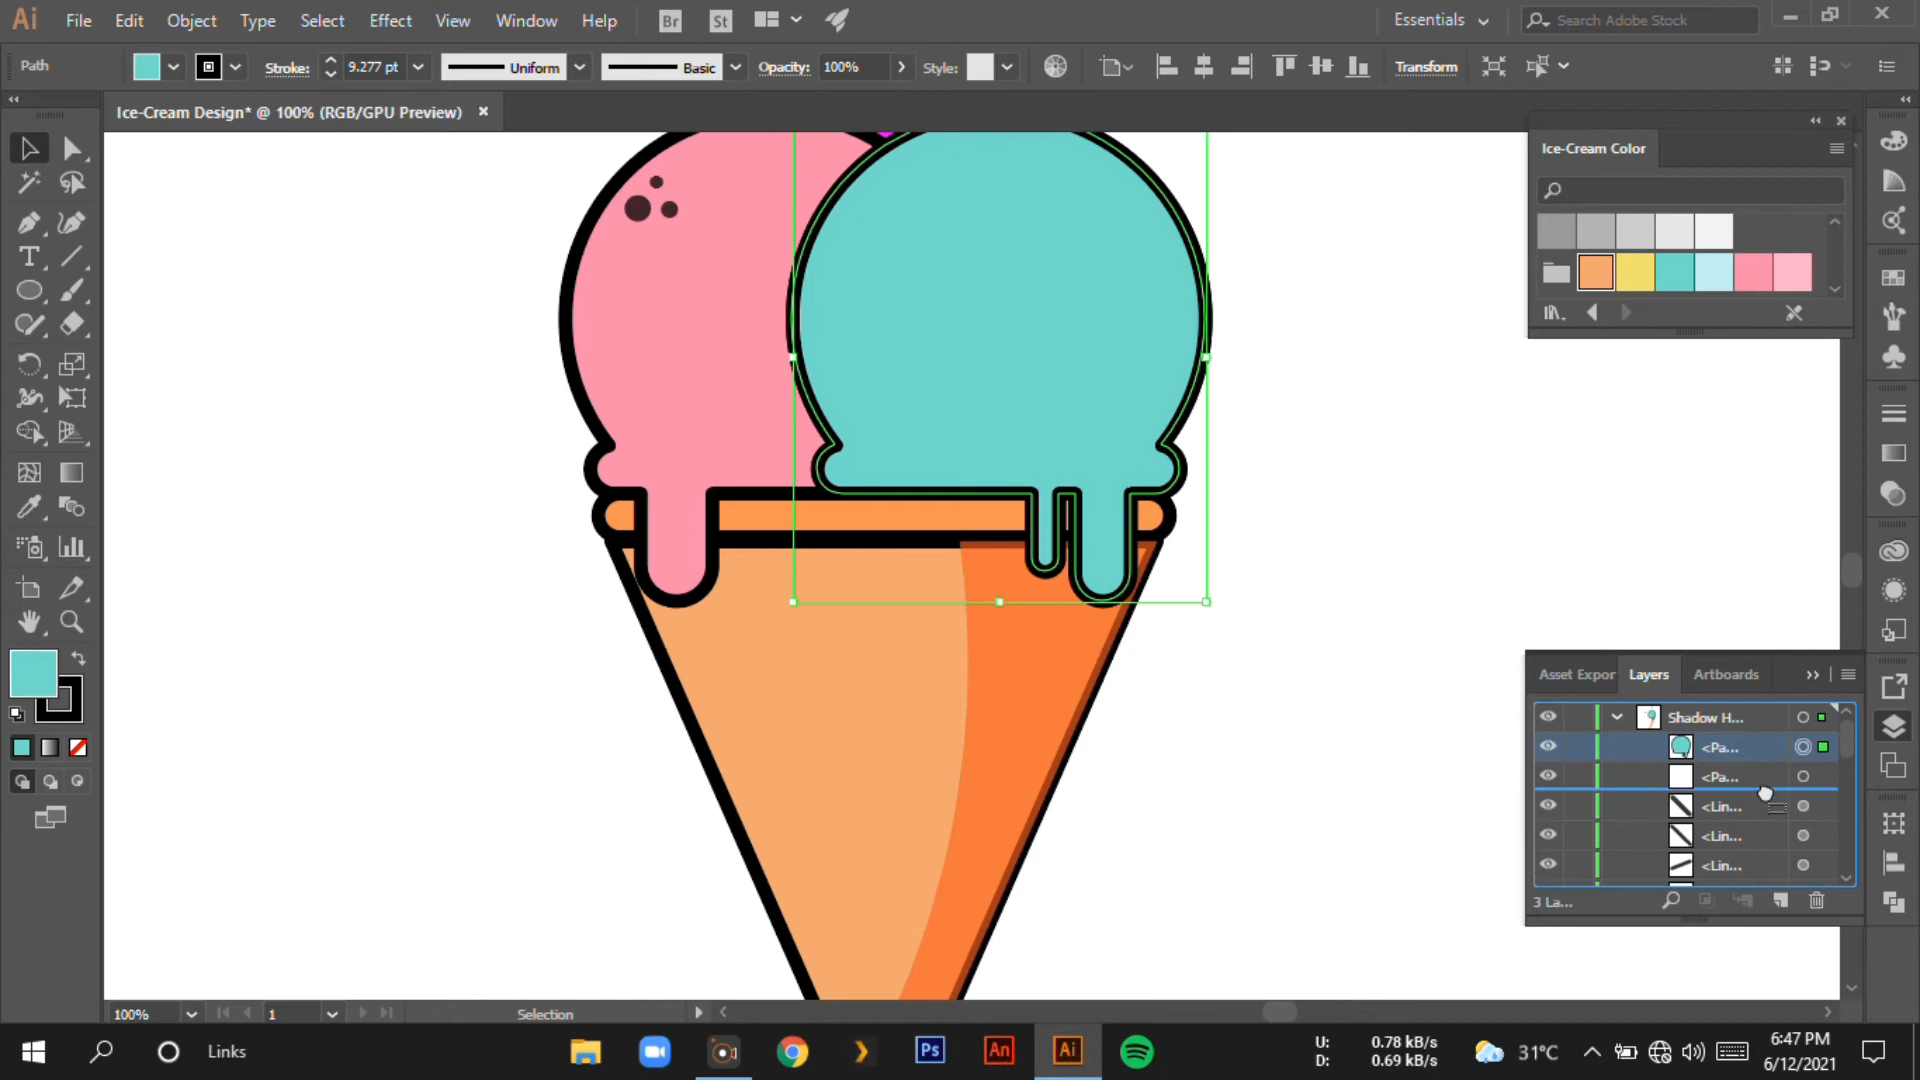 Ai File Edit Object Type Select Effect View Window Help Br St Essentials Search Adobe Stock
Path Stroke: 9.277 pt Uniform Basic Opacity: 100% Style: Transform
Ice-Cream Design* @ 100% (RGB/GPU Preview)
Ice-Cream Color
Asset Expor Layers Artboards
Shadow H...
<Pa...
<Pa...
<Lin...
<Lin...
<Lin...
3 La...
100% 1 Selection
Links Ps An Ai U: 0.78 kB/s 31°C 6:47 PM
D: 0.69 kB/s 6/12/2021